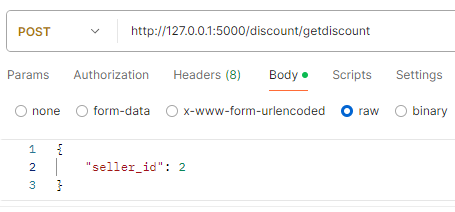 POST http://127.0.0.1:5000/discount/getdiscount
Params Authorization Headers (8) Body Scripts Settings
none form-data x-www-form-urlencoded raw binary
1 {
2 "seller_id": 2
3 }